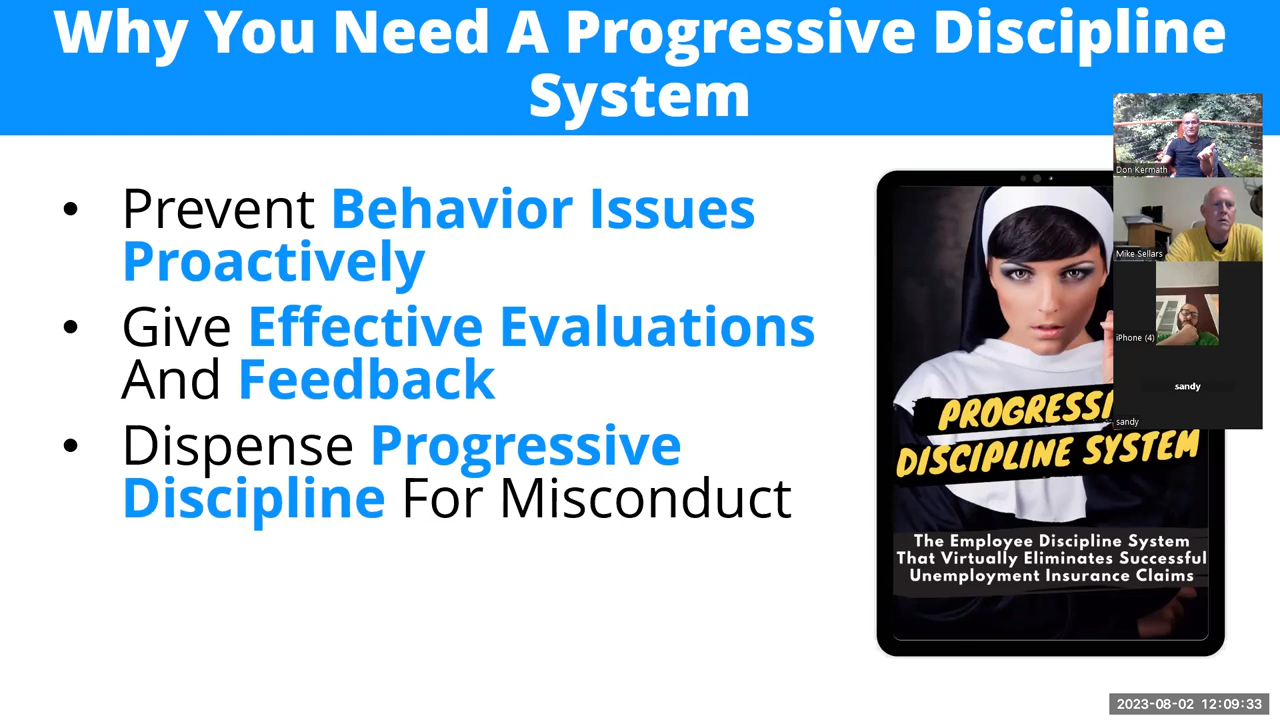 Why You Need A Progressive Discipline
System
• Prevent Behavior Issues
Proactively
• Give Effective Evaluations
And Feedback
• Dispense Progressive
Discipline For Misconduct
DISCIPLINE SYSTEM
The Employee Discipline System
That Virtually Eliminates Successful
Unemployment Insurance Claims
Don Kermath
Mike Sellars
iPhone (4)
sandy
sandy
2023-08-02 12:09:33